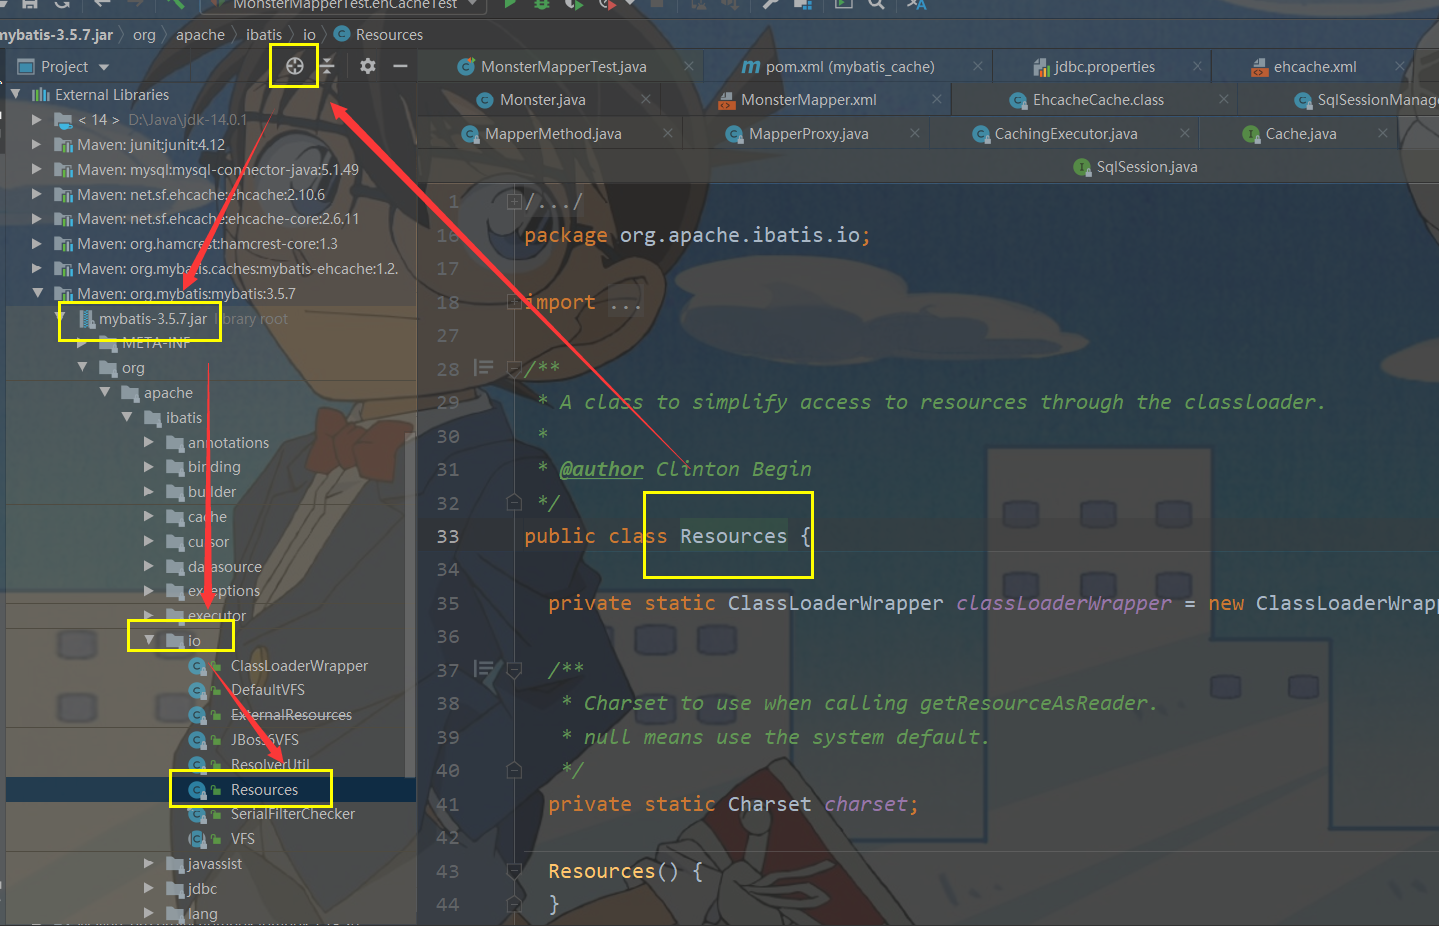 MonsterMapperTest.ehCacheTest
mybatis-3.5.7.jar org apache ibatis io Resources
Project
MonsterMapperTest.java pom.xml (mybatis_cache) jdbc.properties ehcache.xml
Monster.java MonsterMapper.xml EhcacheCache.class SqlSessionManage
MapperMethod.java MapperProxy.java CachingExecutor.java Cache.java
SqlSession.java
External Libraries
< 14 > D:\Java\jdk-14.0.1
Maven: junit:junit:4.12
Maven: mysql:mysql-connector-java:5.1.49
Maven: net.sf.ehcache:ehcache:2.10.6
Maven: net.sf.ehcache:ehcache-core:2.6.11
Maven: org.hamcrest:hamcrest-core:1.3
Maven: org.mybatis.caches:mybatis-ehcache:1.2.
Maven: org.mybatis:mybatis:3.5.7
mybatis-3.5.7.jar library root
META-INF
org
apache
ibatis
annotations
binding
builder
cache
cursor
datasource
exceptions
executor
io
ClassLoaderWrapper
DefaultVFS
ExternalResources
JBoss6VFS
ResolverUtil
Resources
SerialFilterChecker
VFS
javassist
jdbc
lang
1 /.../
16 package org.apache.ibatis.io;
17
18 import ...
27
28 /**
29 * A class to simplify access to resources through the classloader.
30 *
31 * @author Clinton Begin
32 */
33 public class Resources {
34
35 private static ClassLoaderWrapper classLoaderWrapper = new ClassLoaderWrapp
36
37 /**
38 * Charset to use when calling getResourceAsReader.
39 * null means use the system default.
40 */
41 private static Charset charset;
42
43 Resources() {
44 }